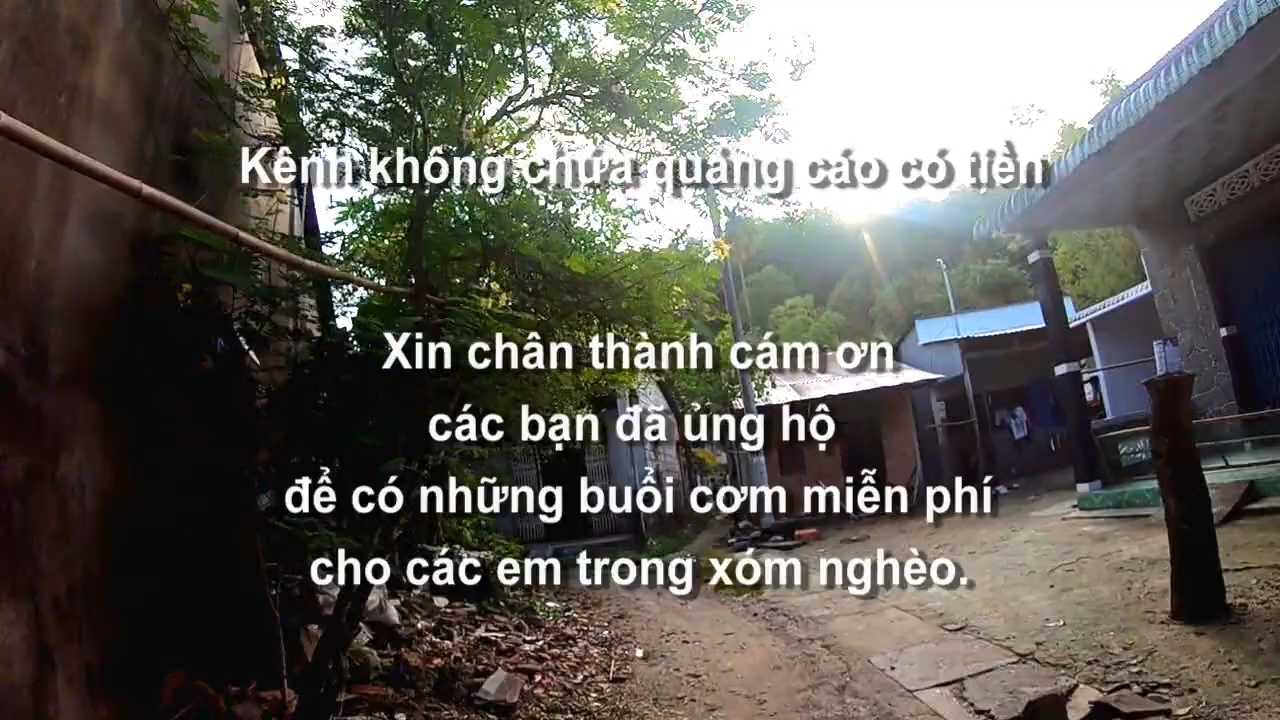 Kênh không chứa quảng cáo có tiền
Xin chân thành cám ơn
các bạn đã ủng hộ
để có những buổi cơm miễn phí
cho các em trong xóm nghèo.